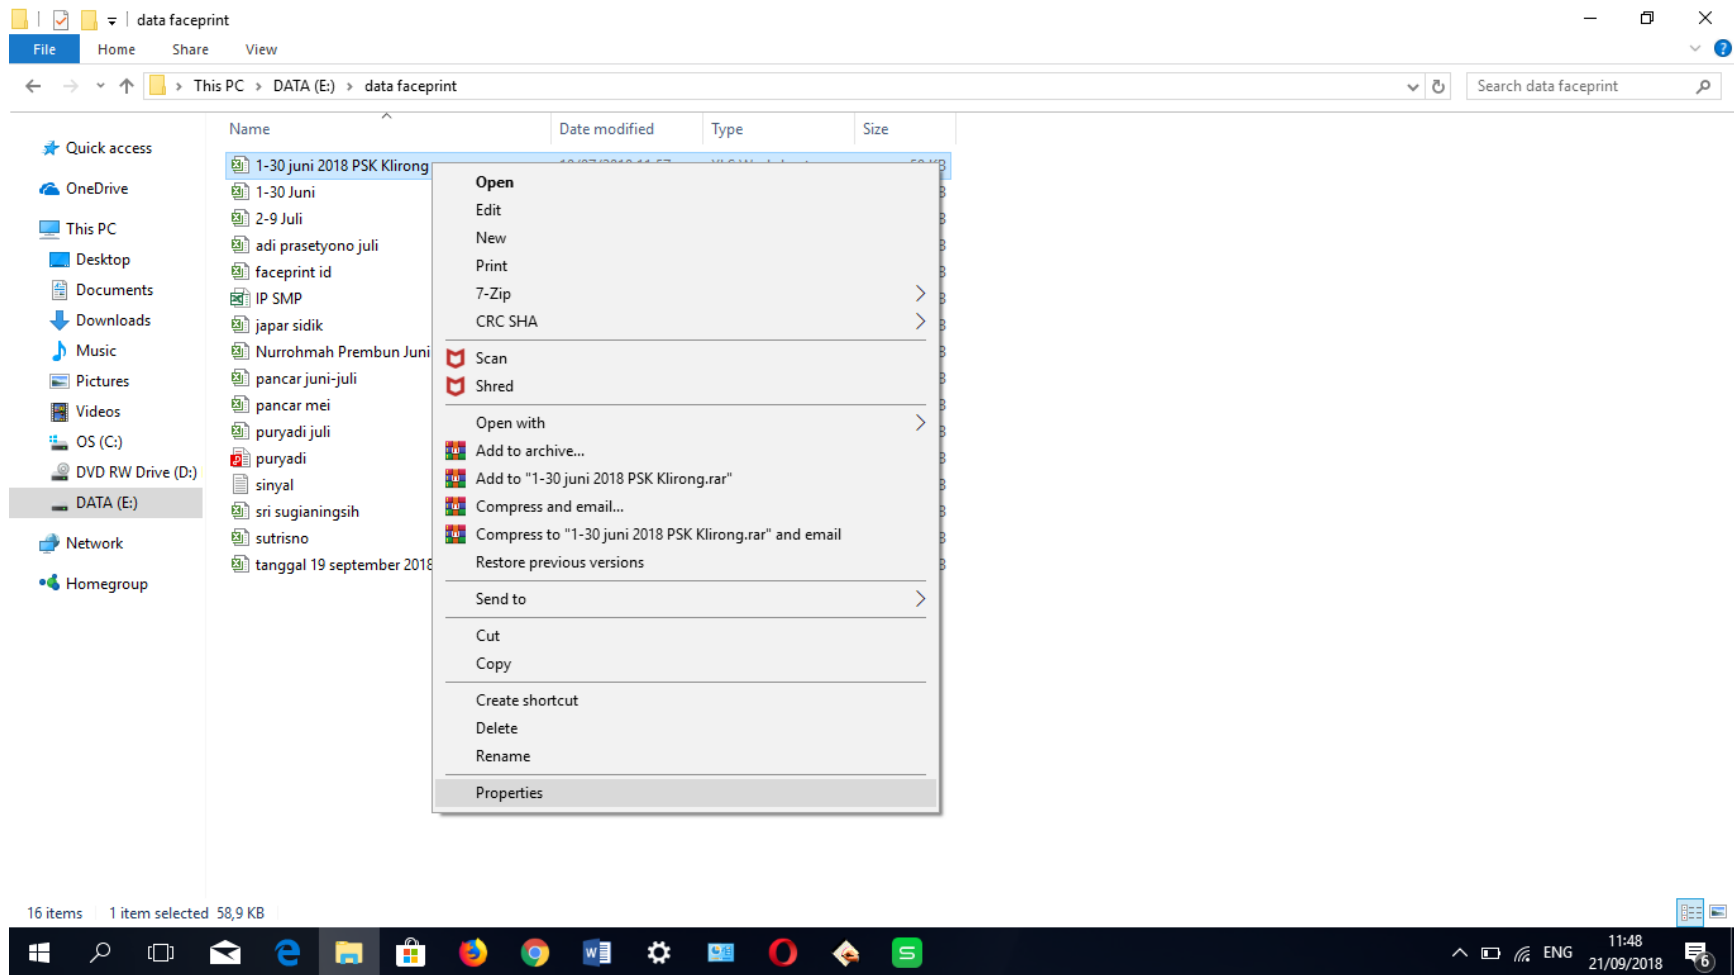 data faceprint
File Home Share View
This PC > DATA (E:) > data faceprint
Search data faceprint
Name Date modified Type Size
Quick access
OneDrive
This PC
Desktop
Documents
Downloads
Music
Pictures
Videos
OS (C:)
DVD RW Drive (D:)
DATA (E:)
Network
Homegroup
1-30 juni 2018 PSK Klirong
1-30 Juni
2-9 Juli
adi prasetyono juli
faceprint id
IP SMP
japar sidik
Nurrohmah Prembun Juni
pancar juni-juli
pancar mei
puryadi juli
puryadi
sinyal
sri sugianingsih
sutrisno
tanggal 19 september 2018
Open
Edit
New
Print
7-Zip
CRC SHA
Scan
Shred
Open with
Add to archive...
Add to "1-30 juni 2018 PSK Klirong.rar"
Compress and email...
Compress to "1-30 juni 2018 PSK Klirong.rar" and email
Restore previous versions
Send to
Cut
Copy
Create shortcut
Delete
Rename
Properties
16 items 1 item selected 58,9 KB
ENG
11:48
21/09/2018
6